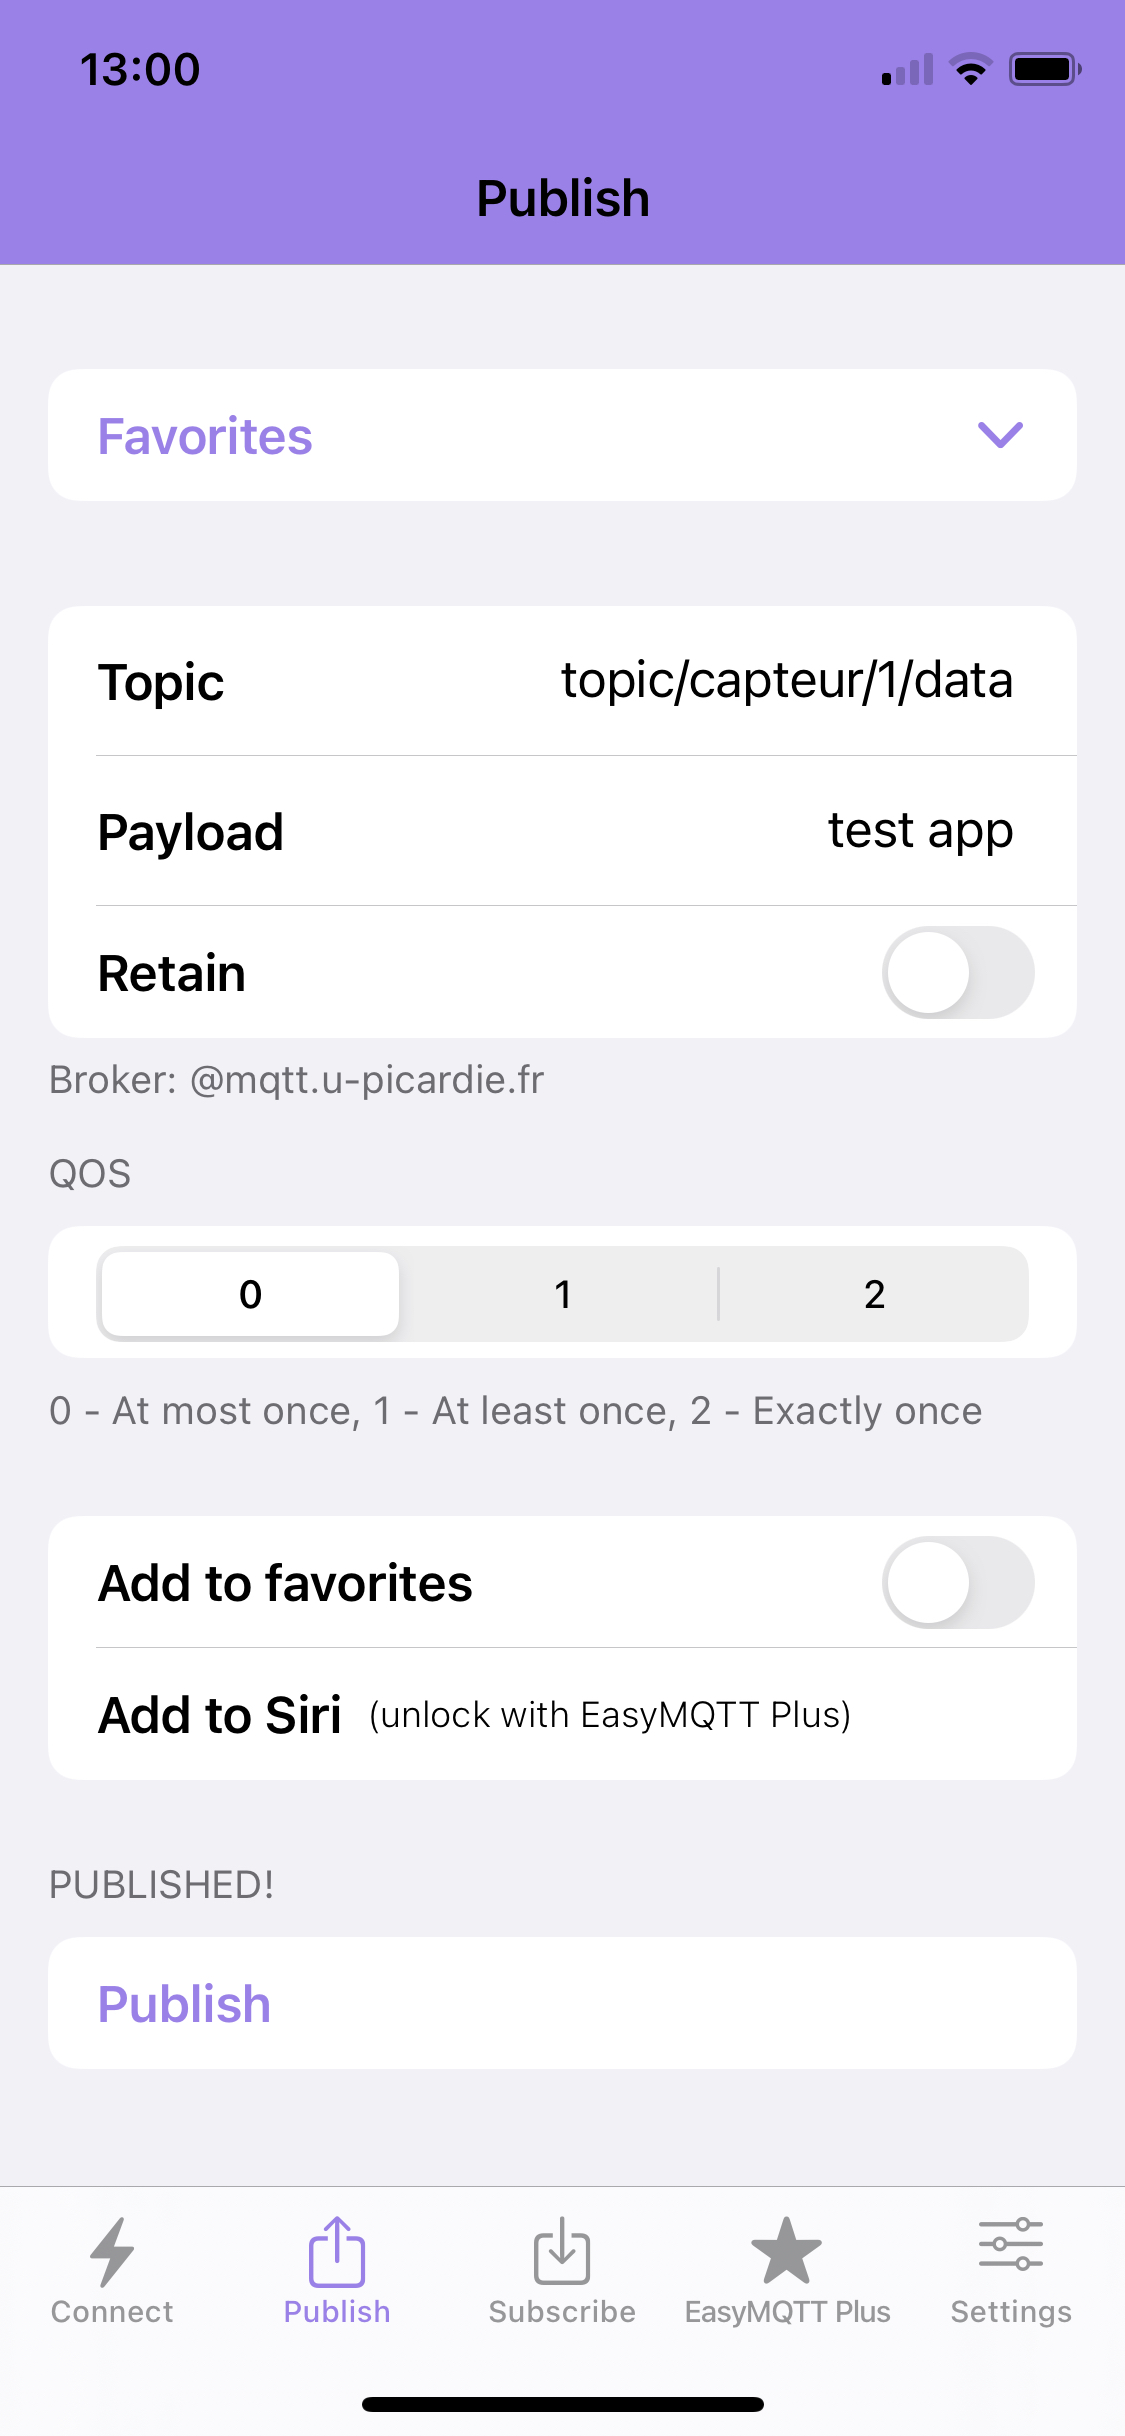 13:00
Publish
Favorites
Topic topic/capteur/1/data
Payload test app
Retain
Broker: @mqtt.u-picardie.fr
QOS
0 1 2
0 - At most once, 1 - At least once, 2 - Exactly once
Add to favorites
Add to Siri (unlock with EasyMQTT Plus)
PUBLISHED!
Publish
Connect Publish Subscribe EasyMQTT Plus Settings